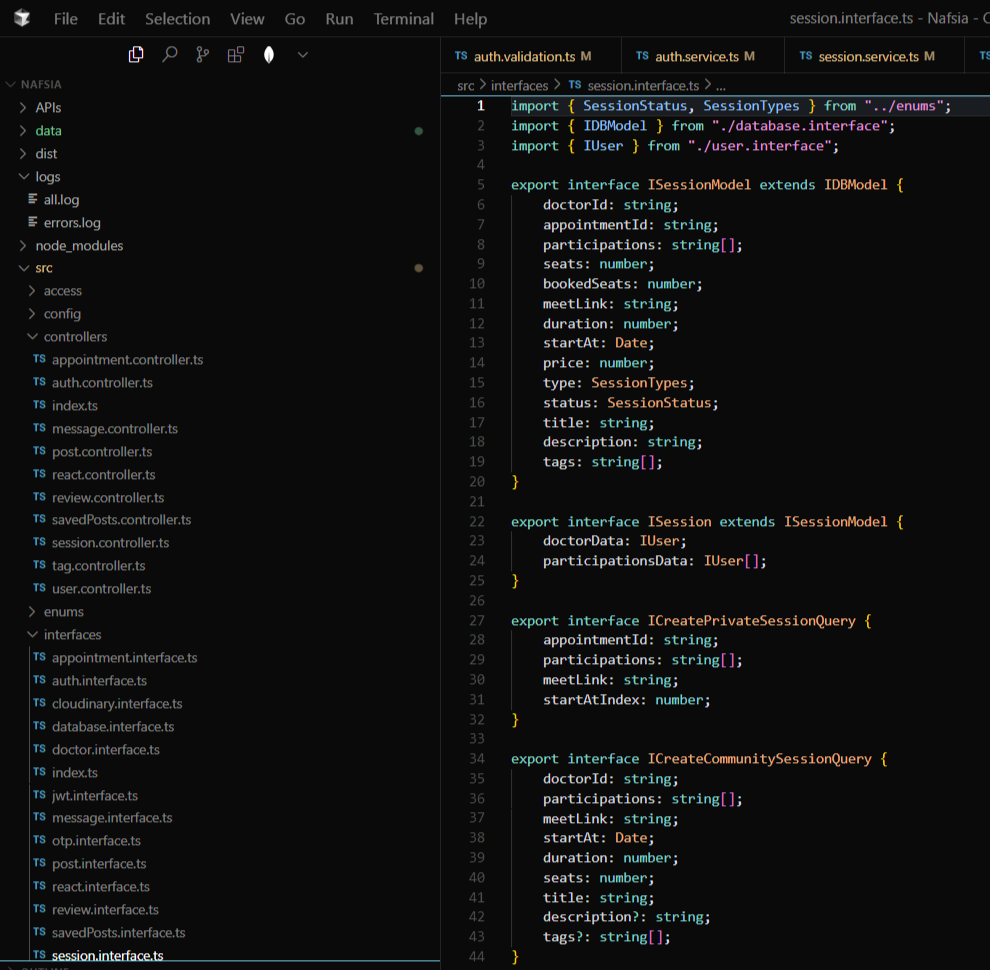 File Edit Selection View Go Run Terminal Help
session.interface.ts - Nafsia -
NAFSIA
APIs
data
dist
logs
all.log
errors.log
node_modules
src
access
config
controllers
TS appointment.controller.ts
TS auth.controller.ts
TS index.ts
TS message.controller.ts
TS post.controller.ts
TS react.controller.ts
TS review.controller.ts
TS savedPosts.controller.ts
TS session.controller.ts
TS tag.controller.ts
TS user.controller.ts
enums
interfaces
TS appointment.interface.ts
TS auth.interface.ts
TS cloudinary.interface.ts
TS database.interface.ts
TS doctor.interface.ts
TS index.ts
TS jwt.interface.ts
TS message.interface.ts
TS otp.interface.ts
TS post.interface.ts
TS react.interface.ts
TS review.interface.ts
TS savedPosts.interface.ts
TS session.interface.ts
TS auth.validation.ts M TS auth.service.ts M TS session.service.ts M TS
src > interfaces > TS session.interface.ts > ...
1 import { SessionStatus, SessionTypes } from "../enums";
2 import { IDBModel } from "./database.interface";
3 import { IUser } from "./user.interface";
4
5 export interface ISessionModel extends IDBModel {
6 doctorId: string;
7 appointmentId: string;
8 participations: string[];
9 seats: number;
10 bookedSeats: number;
11 meetLink: string;
12 duration: number;
13 startAt: Date;
14 price: number;
15 type: SessionTypes;
16 status: SessionStatus;
17 title: string;
18 description: string;
19 tags: string[];
20 }
21
22 export interface ISession extends ISessionModel {
23 doctorData: IUser;
24 participationsData: IUser[];
25 }
26
27 export interface ICreatePrivateSessionQuery {
28 appointmentId: string;
29 participations: string[];
30 meetLink: string;
31 startAtIndex: number;
32 }
33
34 export interface ICreateCommunitySessionQuery {
35 doctorId: string;
36 participations: string[];
37 meetLink: string;
38 startAt: Date;
39 duration: number;
40 seats: number;
41 title: string;
42 description?: string;
43 tags?: string[];
44 }